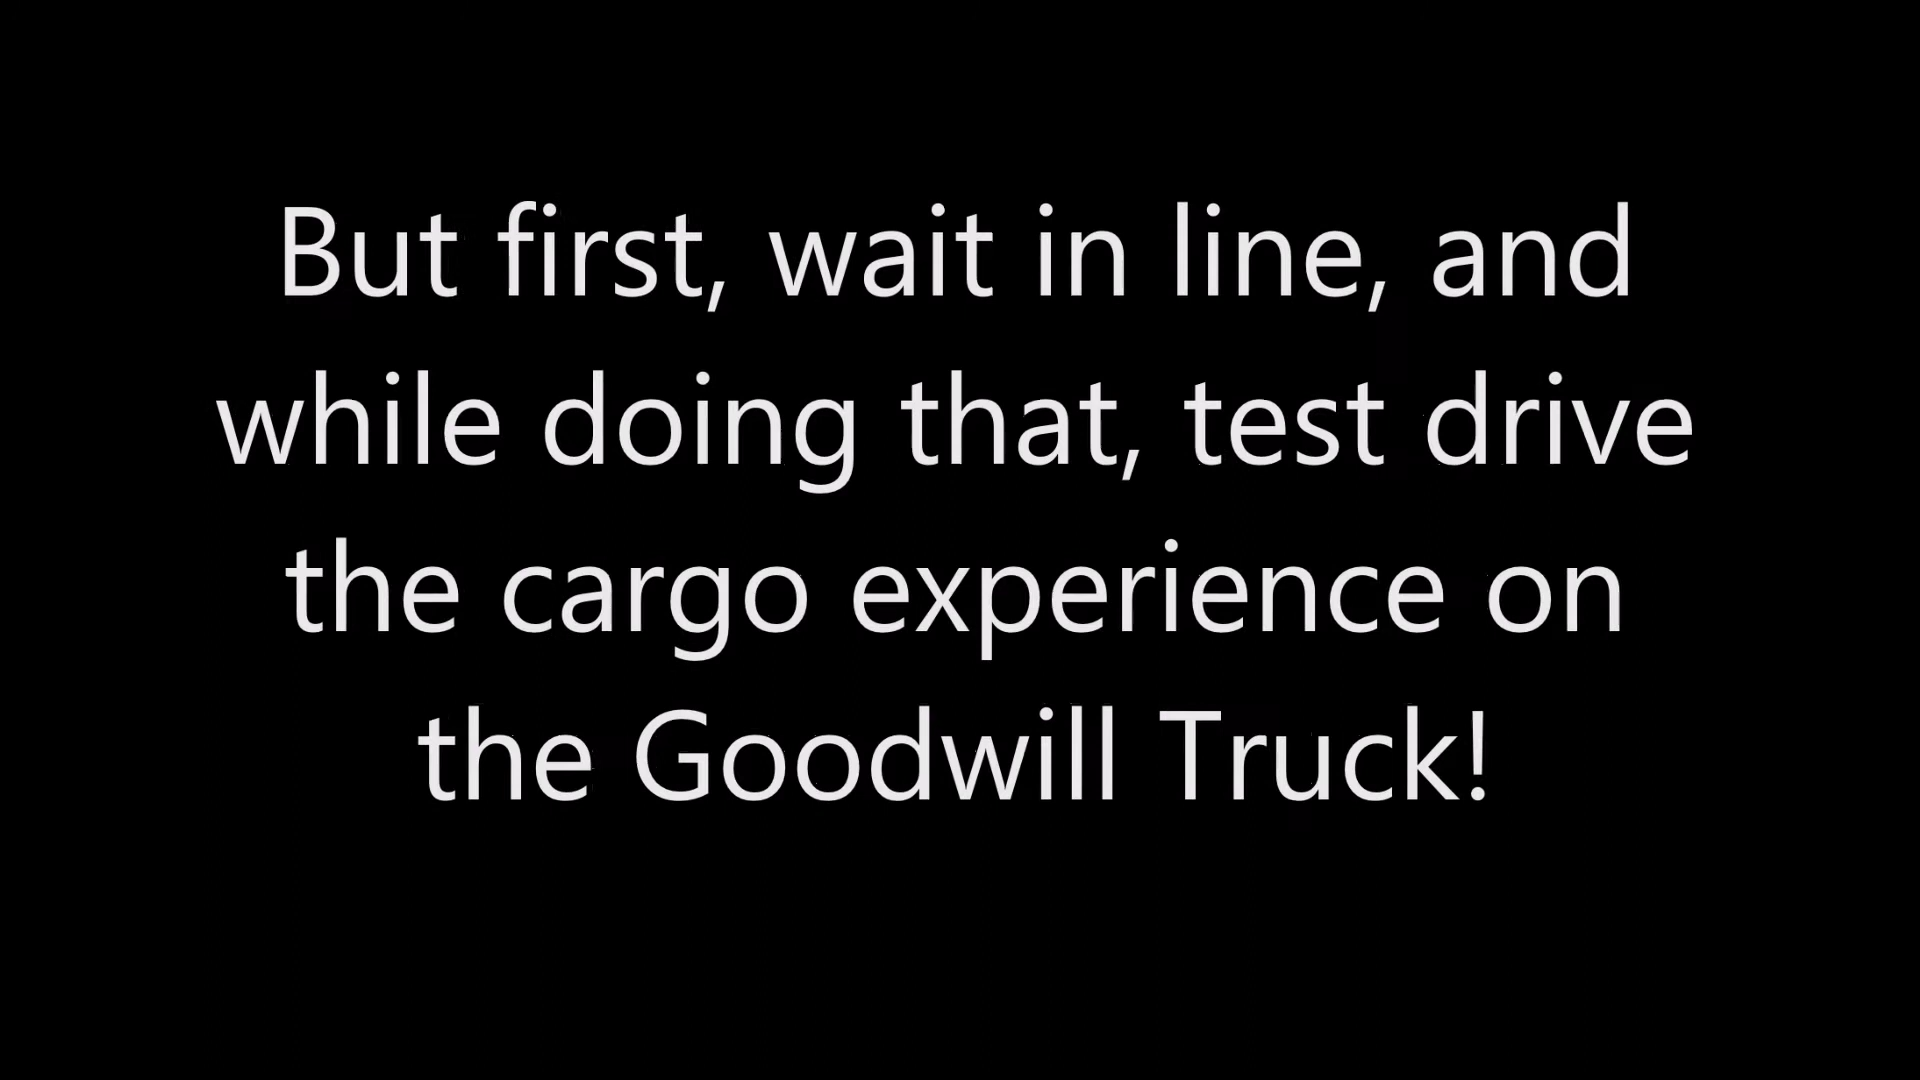 But first, wait in line, and
while doing that, test drive
the cargo experience on
the Goodwill Truck!